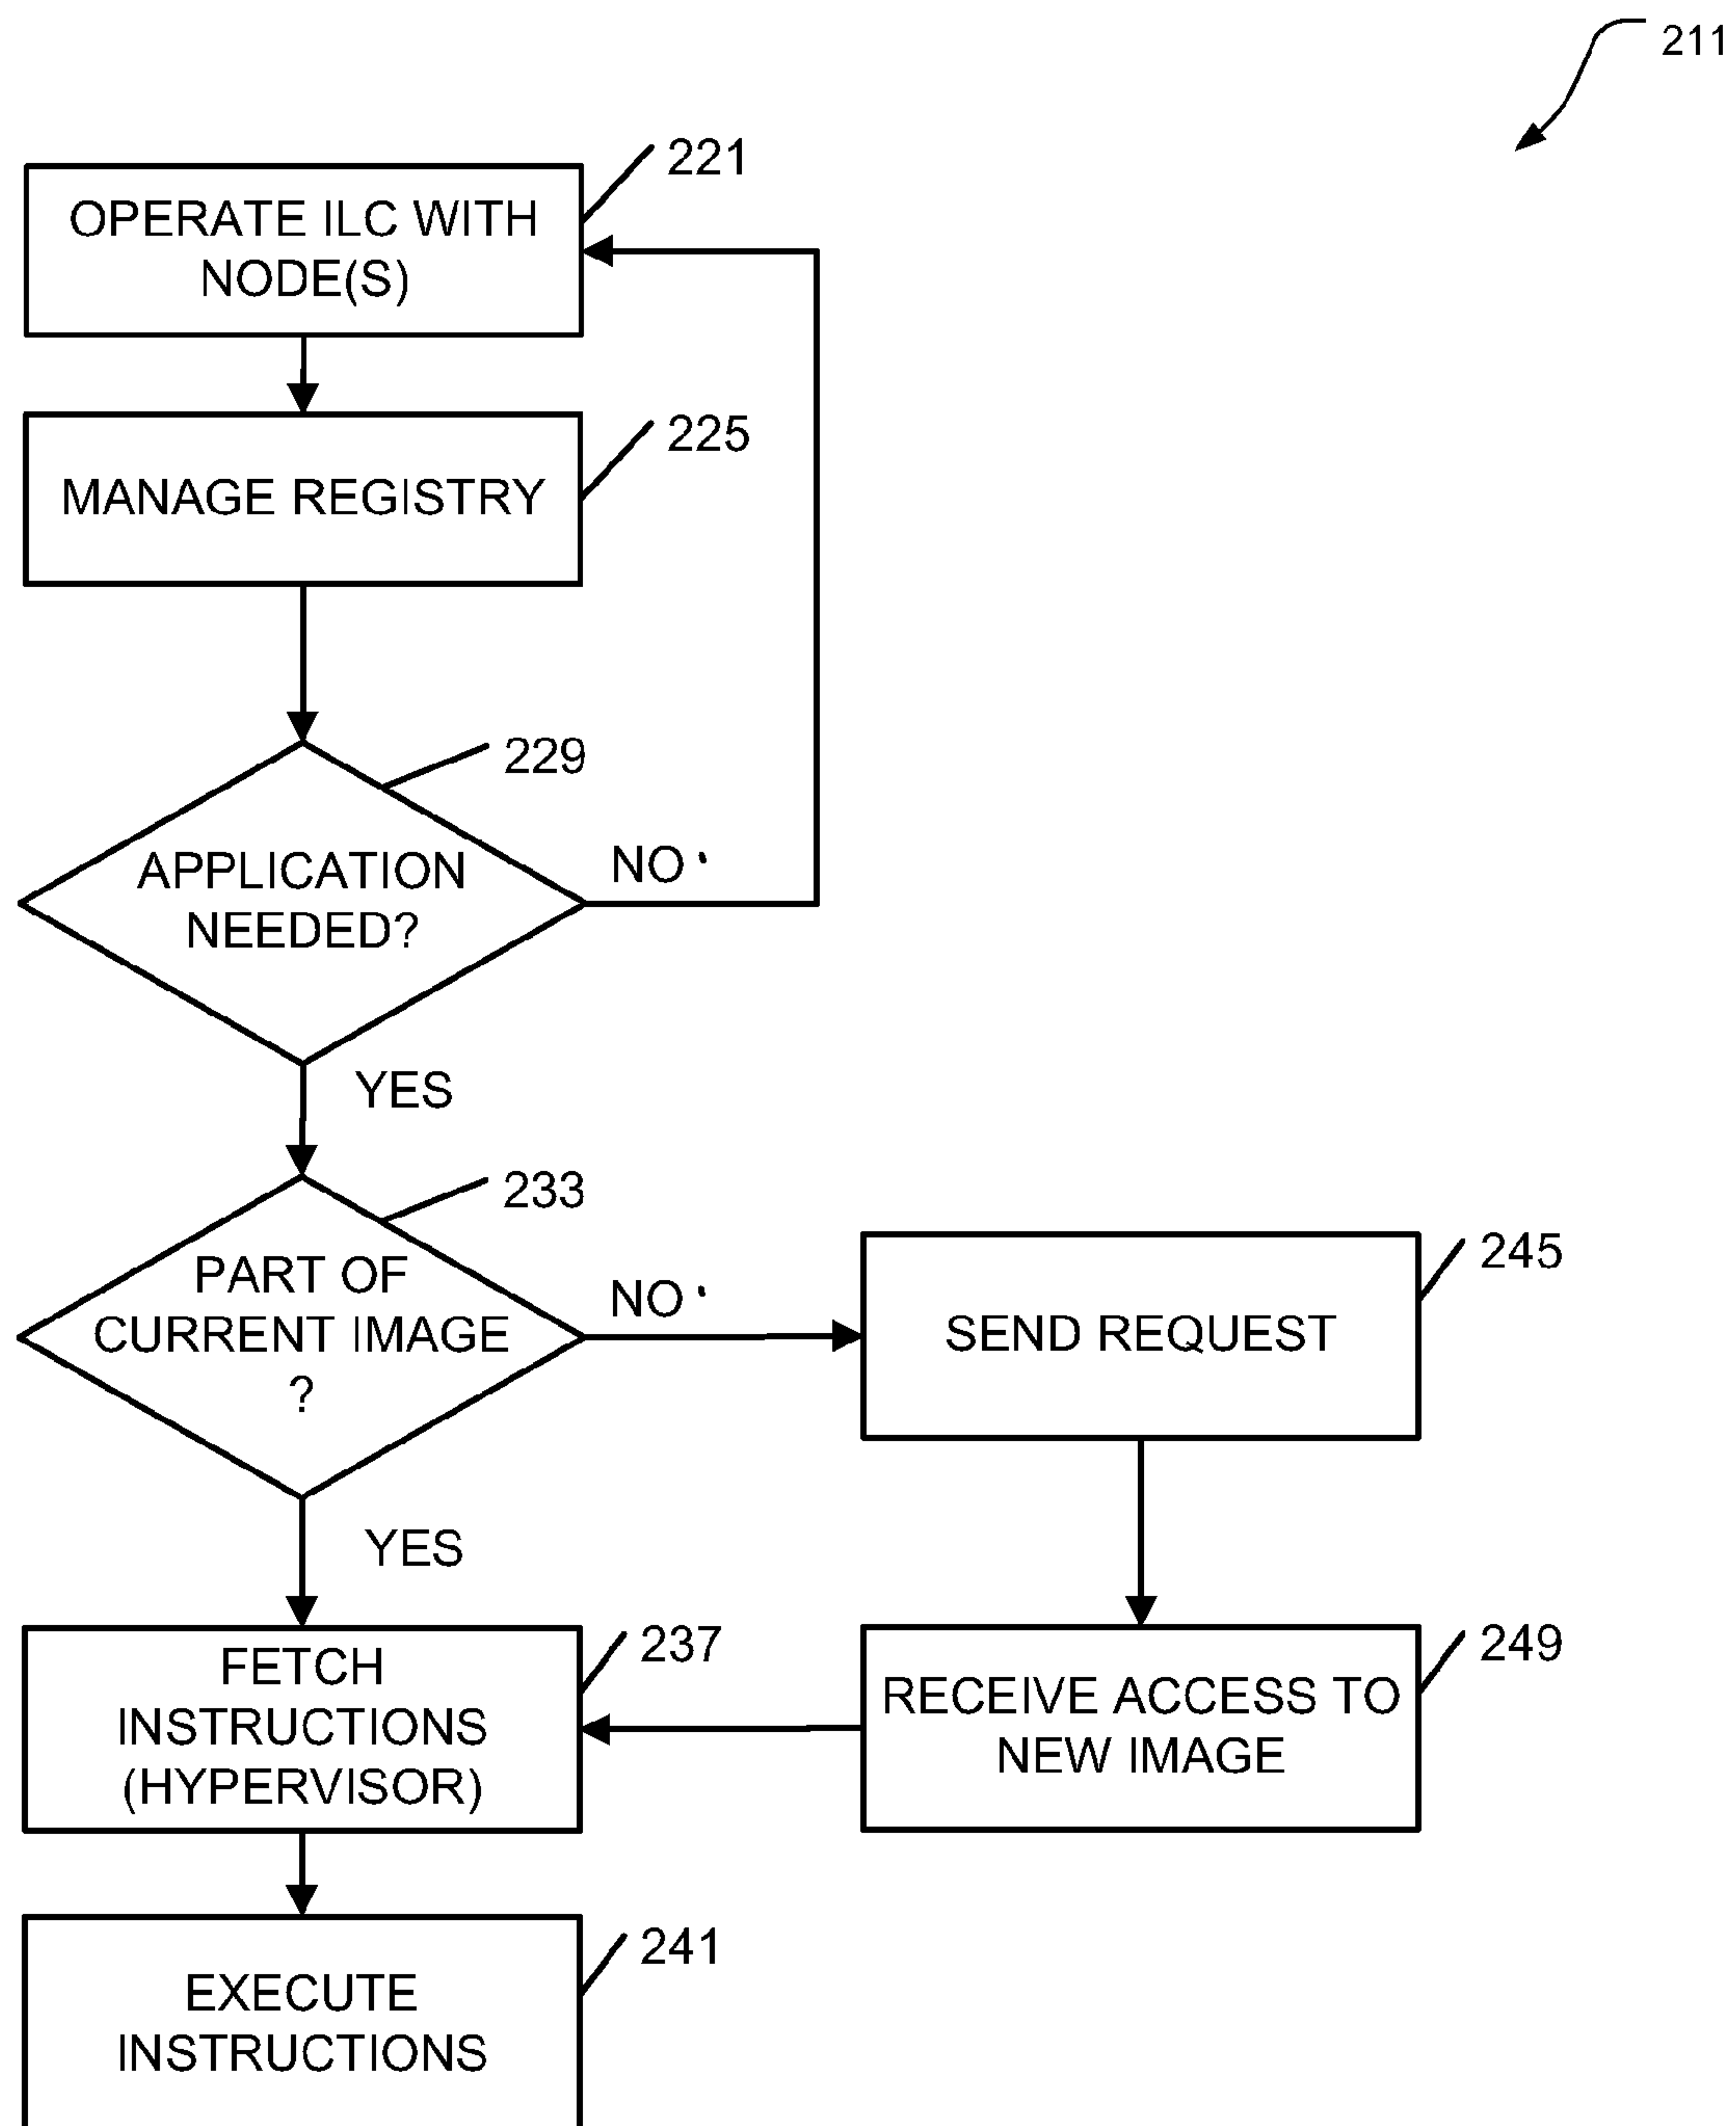 211
221
OPERATE ILC WITH
NODE(S)
225
MANAGE REGISTRY
229
APPLICATION
NEEDED?
NO
YES
233
PART OF
CURRENT IMAGE
?
NO
YES
245
SEND REQUEST
237
FETCH
INSTRUCTIONS
(HYPERVISOR)
249
RECEIVE ACCESS TO
NEW IMAGE
241
EXECUTE
INSTRUCTIONS